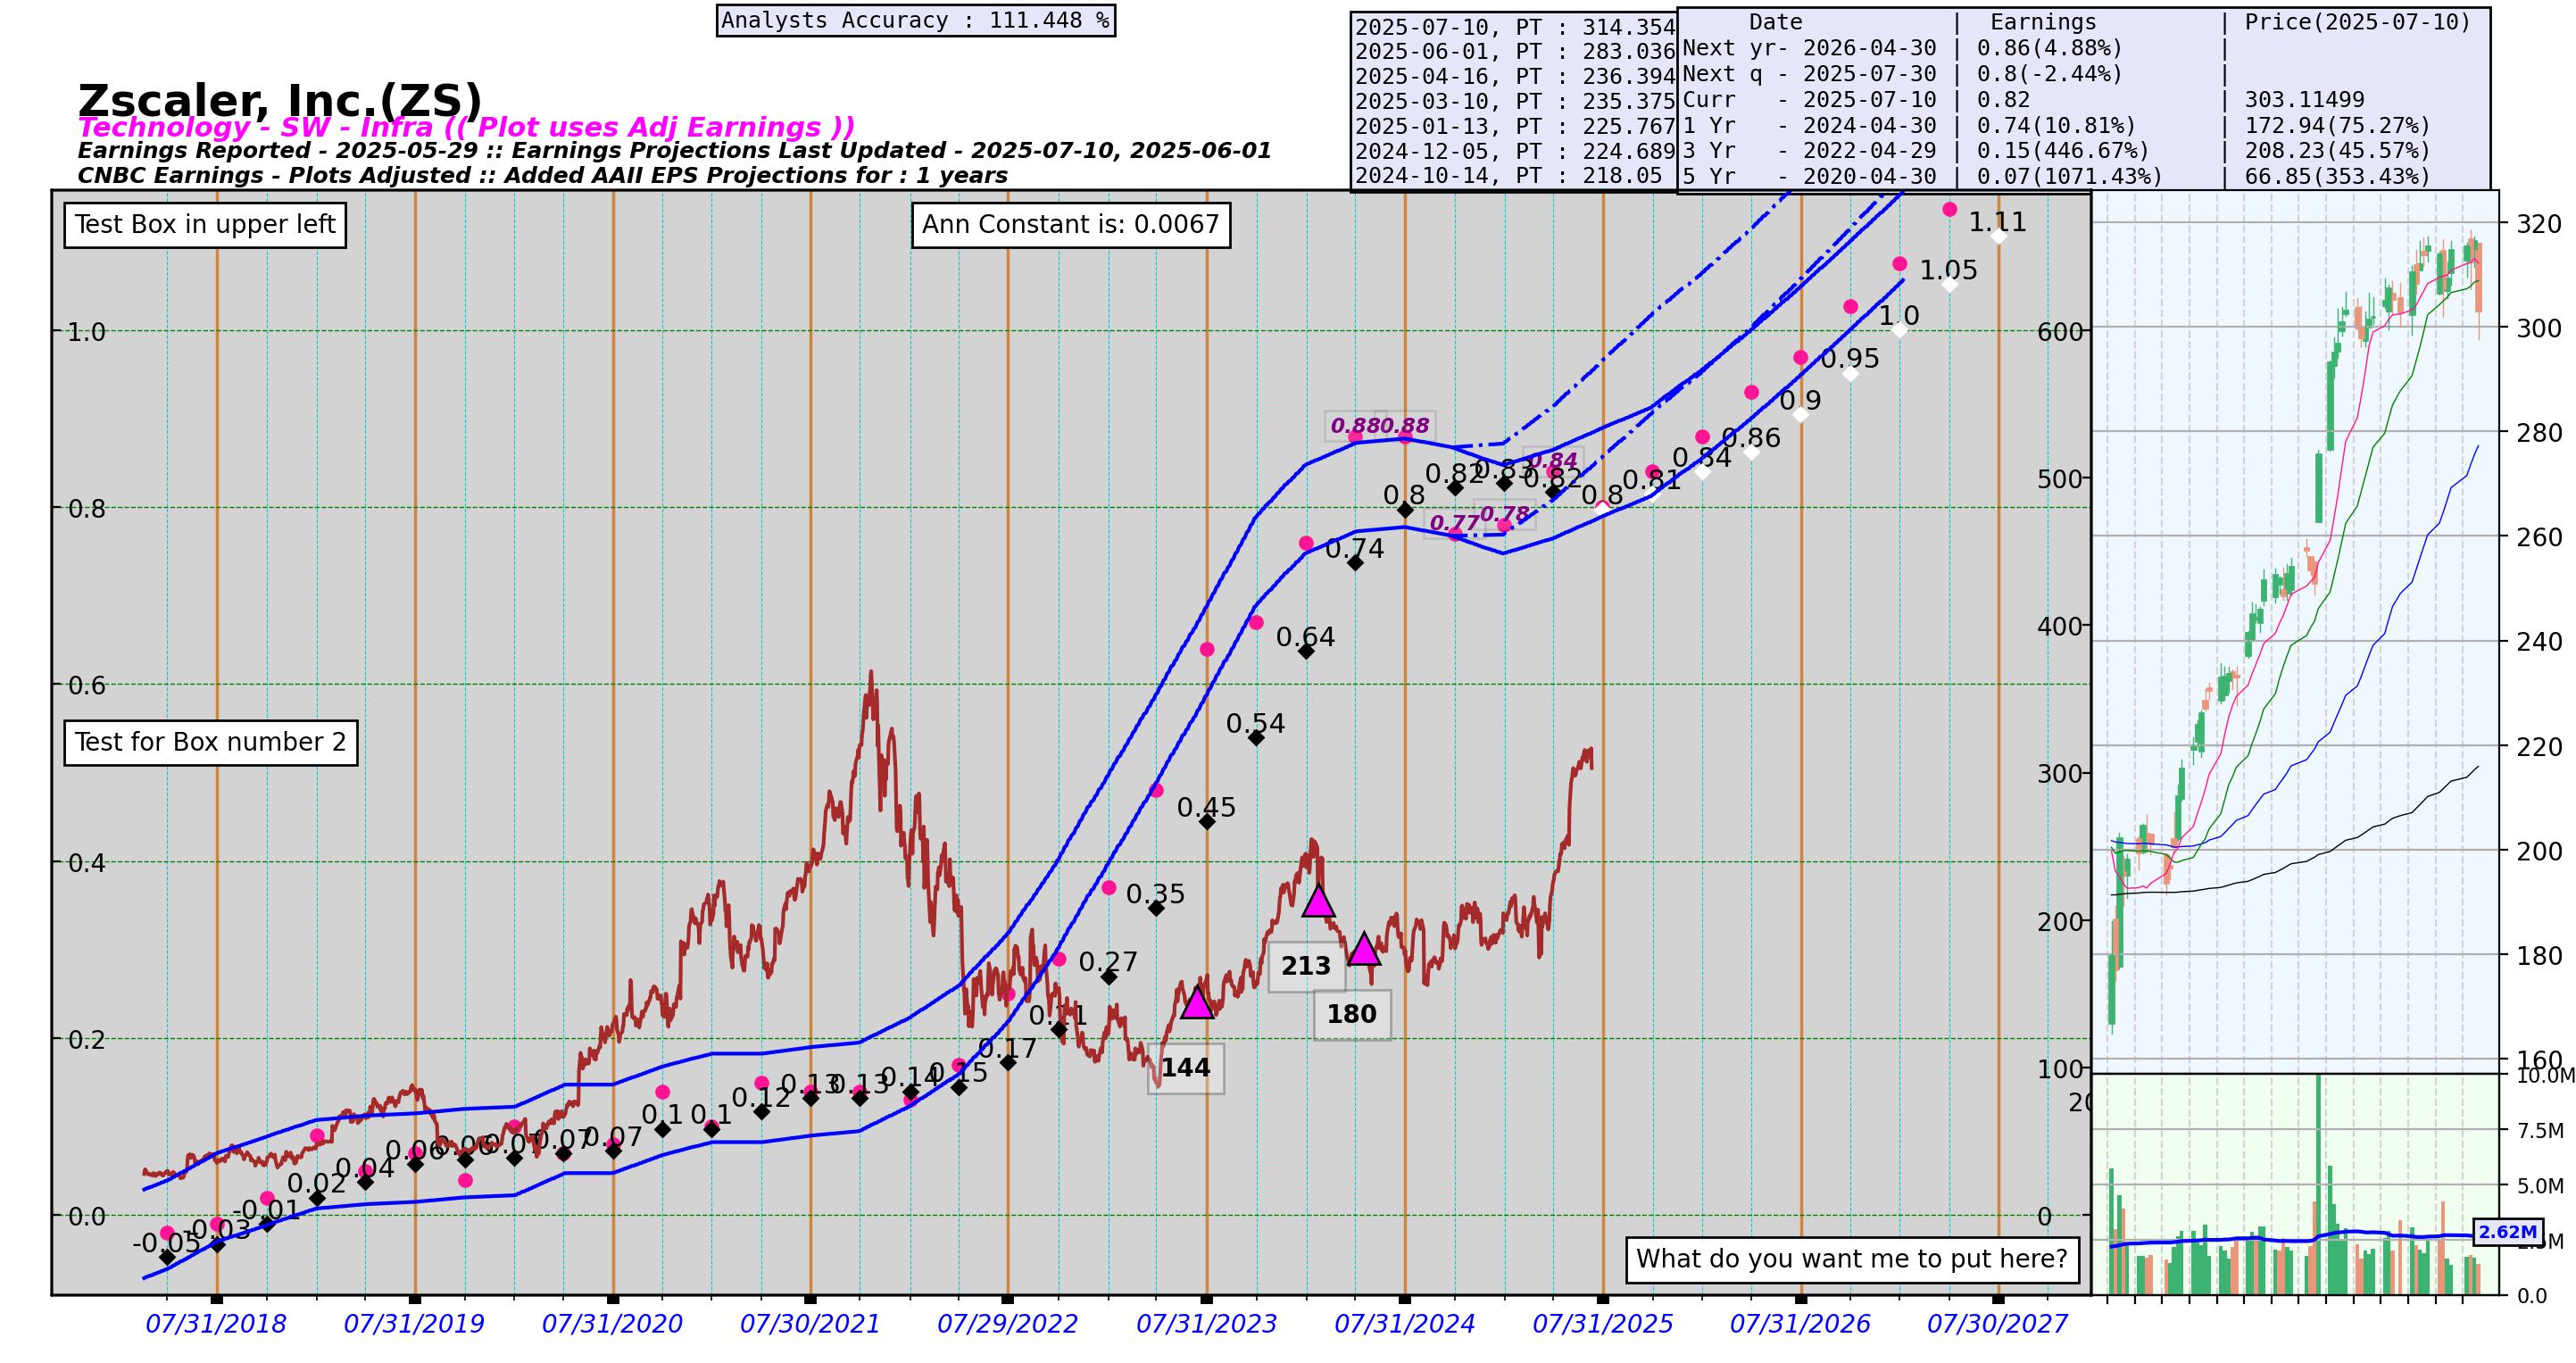 Analysts Accuracy : 111.448 %
2025-07-10, PT : 314.354
2025-06-01, PT : 283.036
2025-04-16, PT : 236.394
2025-03-10, PT : 235.375
2025-01-13, PT : 225.767
2024-12-05, PT : 224.689
2024-10-14, PT : 218.05
Date | Earnings | Price(2025-07-10)
Next yr- 2026-04-30 | 0.86(4.88%) |
Next q - 2025-07-30 | 0.8(-2.44%) |
Curr - 2025-07-10 | 0.82 | 303.11499
1 Yr - 2024-04-30 | 0.74(10.81%) | 172.94(75.27%)
3 Yr - 2022-04-29 | 0.15(446.67%) | 208.23(45.57%)
5 Yr - 2020-04-30 | 0.07(1071.43%) | 66.85(353.43%)
Zscaler, Inc.(ZS)
Technology - SW - Infra (( Plot uses Adj Earnings ))
Earnings Reported - 2025-05-29 :: Earnings Projections Last Updated - 2025-07-10, 2025-06-01
CNBC Earnings - Plots Adjusted :: Added AAII EPS Projections for : 1 years
Test Box in upper left
Ann Constant is: 0.0067
Test for Box number 2
What do you want me to put here?
1.0
0.8
0.6
0.4
0.2
0.0
-0.05
-0.03
-0.01
0.02
0.04
0.06
0.06
0.07
0.07
0.07
0.1
0.1
0.12
0.13
0.13
0.14
0.15
0.17
0.21
0.27
0.35
0.45
0.54
0.64
0.74
0.8
0.82
0.83
0.82
0.8
0.81
0.84
0.86
0.9
0.95
1.0
1.05
1.11
0.88
0.88
0.77
0.78
0.84
144
213
180
600
500
400
300
200
100
0
320
300
280
260
240
220
200
180
160
10.0M
7.5M
5.0M
2.62M
0.0
07/31/2018
07/31/2019
07/31/2020
07/30/2021
07/29/2022
07/31/2023
07/31/2024
07/31/2025
07/31/2026
07/30/2027